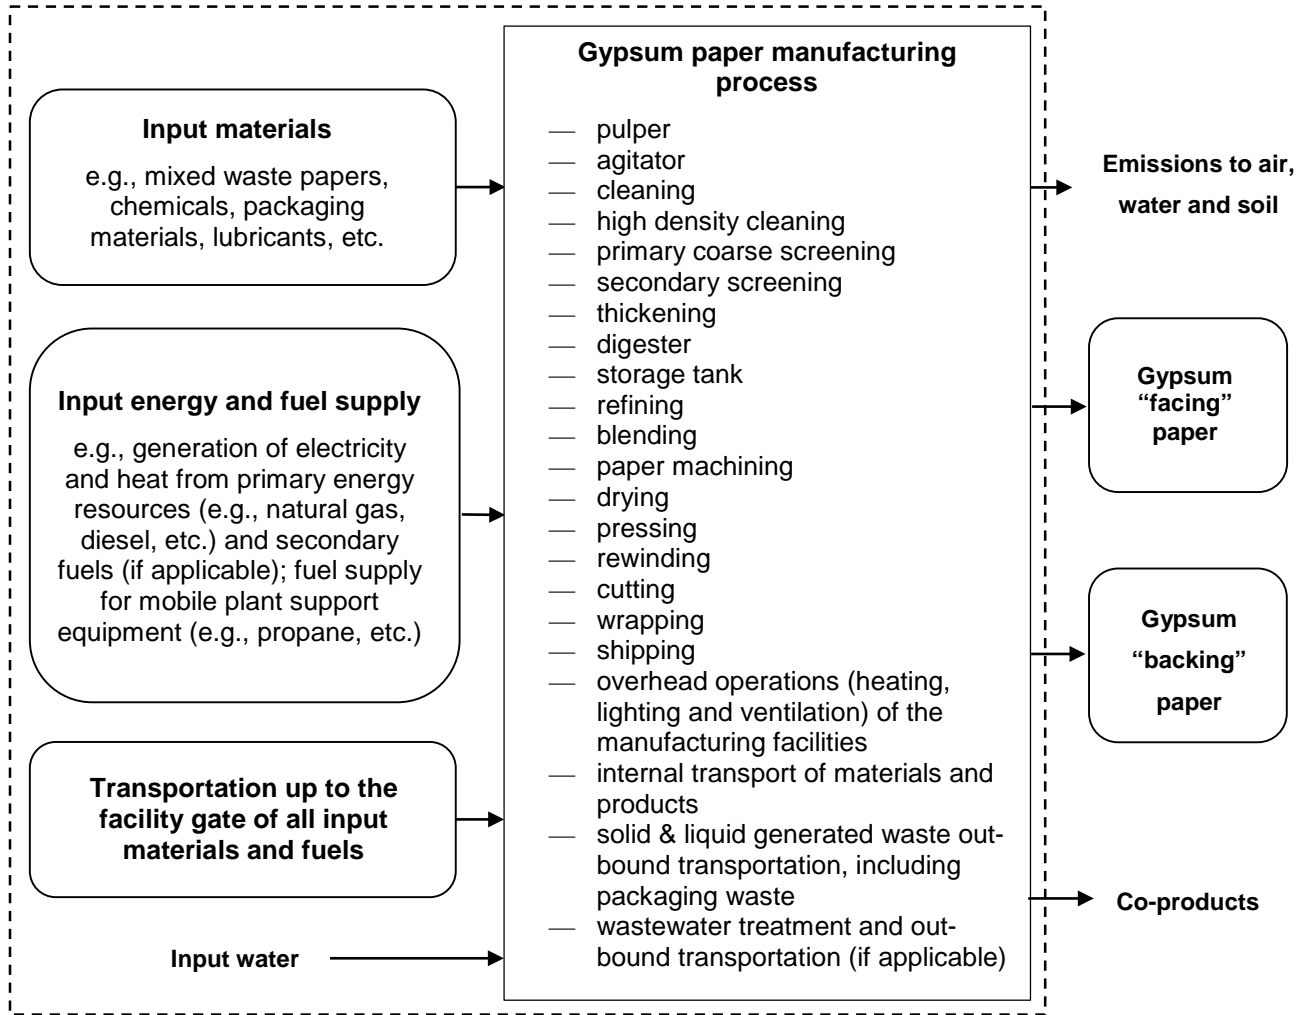 Input materials
e.g., mixed waste papers,
chemicals, packaging
materials, lubricants, etc.
Input energy and fuel supply
e.g., generation of electricity
and heat from primary energy
resources (e.g., natural gas,
diesel, etc.) and secondary
fuels (if applicable); fuel supply
for mobile plant support
equipment (e.g., propane, etc.)
Transportation up to the
facility gate of all input
materials and fuels
Input water
Gypsum paper manufacturing
process
— pulper
— agitator
— cleaning
— high density cleaning
— primary coarse screening
— secondary screening
— thickening
— digester
— storage tank
— refining
— blending
— paper machining
— drying
— pressing
— rewinding
— cutting
— wrapping
— shipping
— overhead operations (heating,
lighting and ventilation) of the
manufacturing facilities
— internal transport of materials and
products
— solid & liquid generated waste out-
bound transportation, including
packaging waste
— wastewater treatment and out-
bound transportation (if applicable)
Emissions to air,
water and soil
Gypsum
“facing”
paper
Gypsum
“backing”
paper
Co-products